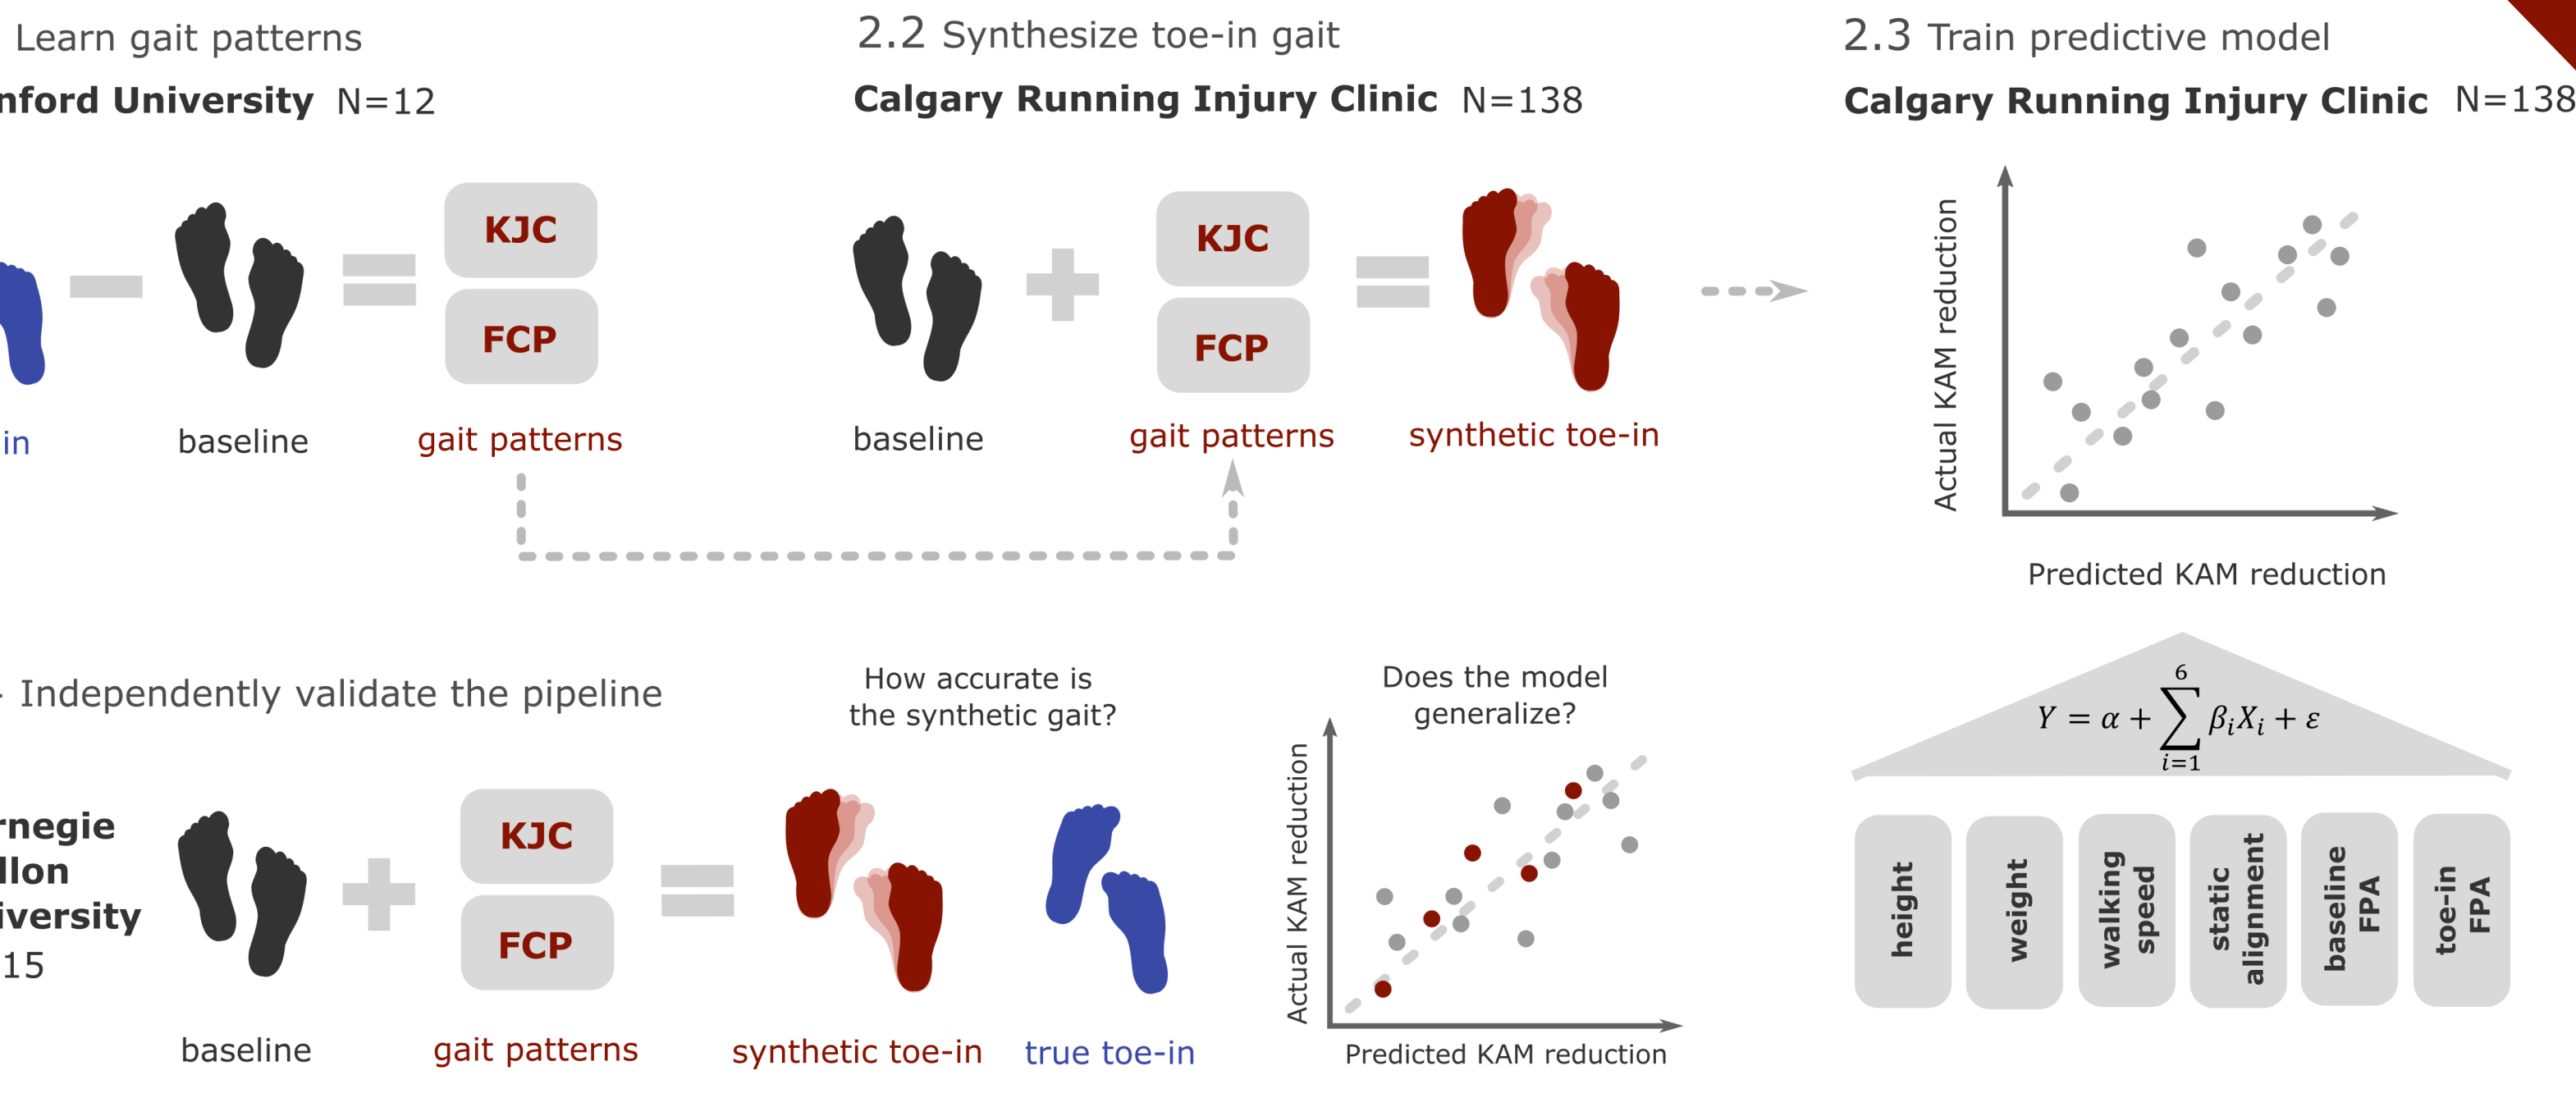 Learn gait patterns
nford University N=12
KJC
FCP
in
baseline
gait patterns
2.2 Synthesize toe-in gait
Calgary Running Injury Clinic N=138
KJC
FCP
baseline
gait patterns
synthetic toe-in
2.3 Train predictive model
Calgary Running Injury Clinic N=138
Actual KAM reduction
Predicted KAM reduction
Y = α + ∑ βᵢXᵢ + ε
6
i=1
height
weight
walking
speed
static
alignment
baseline
FPA
toe-in
FPA
Independently validate the pipeline
rnegie
llon
iversity
15
KJC
FCP
baseline
gait patterns
How accurate is
the synthetic gait?
synthetic toe-in
true toe-in
Does the model
generalize?
Actual KAM reduction
Predicted KAM reduction